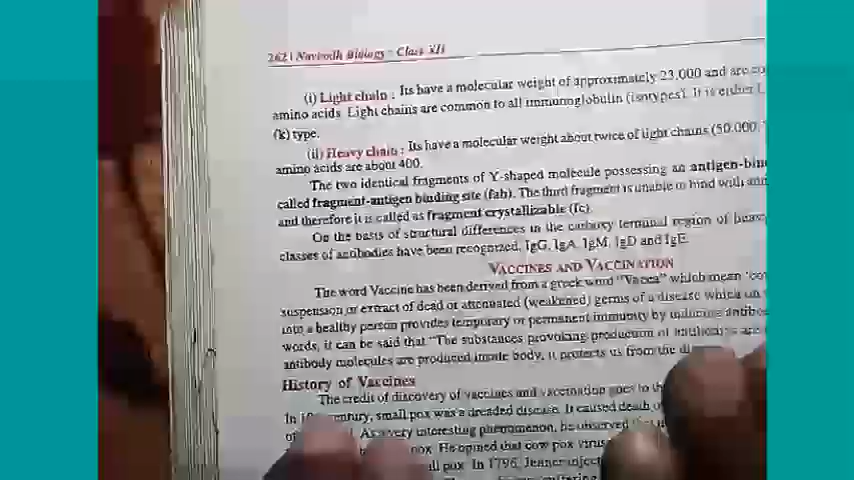 262 | Navbodh Biology - Class XII
(i) Light chain : Its have a molecular weight of approximately 23,000 and are
amino acids. Light chains are common to all immunoglobulin (isotypes). It is either
(k) type.
(ii) Heavy chain : Its have a molecular weight about twice of light chains (50,000,
amino acids are about 400.
The two identical fragments of Y-shaped molecule possessing an antigen-bin
called fragment-antigen binding site (fab). The third fragment is unable to bind with
and therefore it is called as fragment crystallizable (fc).
On the basis of structural differences in the carboxy terminal region of heavy
classes of antibodies have been recognized, IgG, IgA, IgM, IgD and IgE.
VACCINES AND VACCINATION
The word Vaccine has been derived from a greek word "Vacca" which mean
suspension or extract of dead or attenuated (weakened) germs of a disease which on
into a healthy person provides temporary or permanent immunity by inducing
words, it can be said that "The substances provoking production of antibodies are
antibody molecules are produced inside body, it protects us from the
History of Vaccines
The credit of discovery of vaccines and vaccination goes to
In century, small pox was a dreaded disease. It caused death
As very interesting phenomenon, he observed
pox. He opined that cow pox virus
pox. In 1796, Jenner